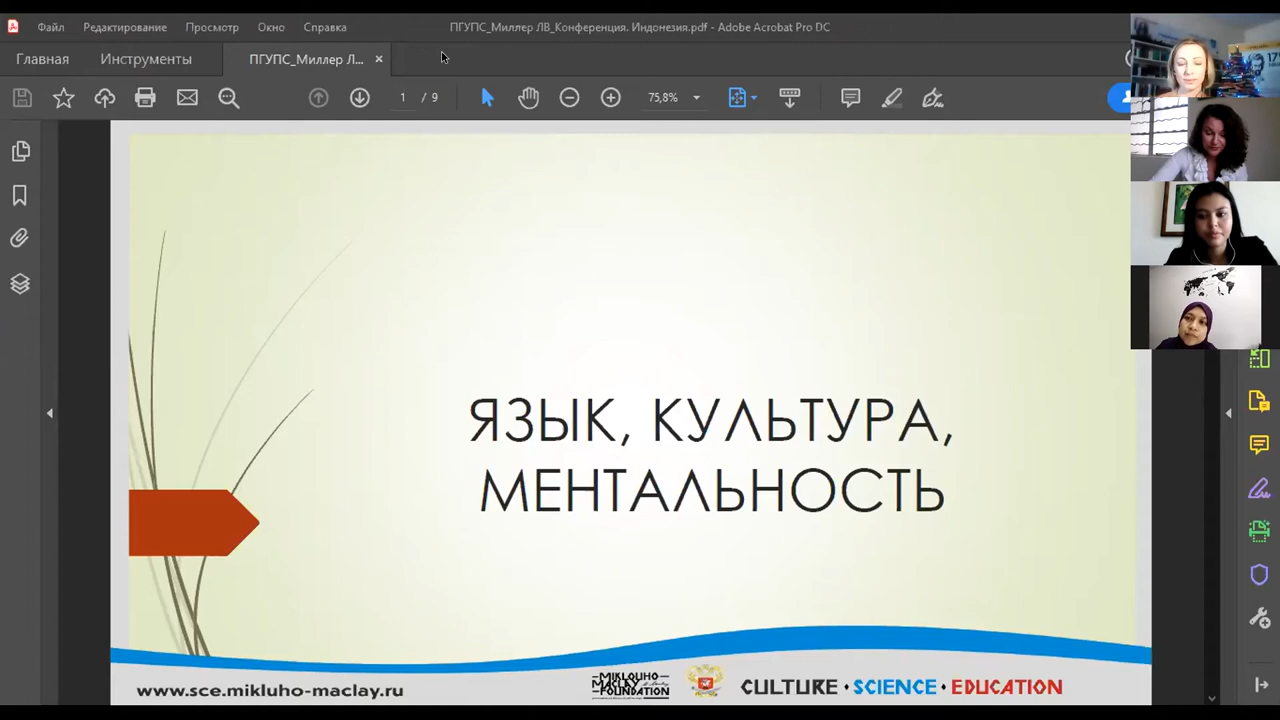 Файл Редактирование Просмотр Окно Справка
ПГУПС_Миллер ЛВ_Конференция. Индонезия.pdf - Adobe Acrobat Pro DC
Главная Инструменты ПГУПС_Миллер Л... ×
1 / 9 75,8%
ЯЗЫК, КУЛЬТУРА,
МЕНТАЛЬНОСТЬ
www.sce.mikluho-maclay.ru
MIKLOUHO
MACLAY
FOUNDATION
CULTURE • SCIENCE • EDUCATION